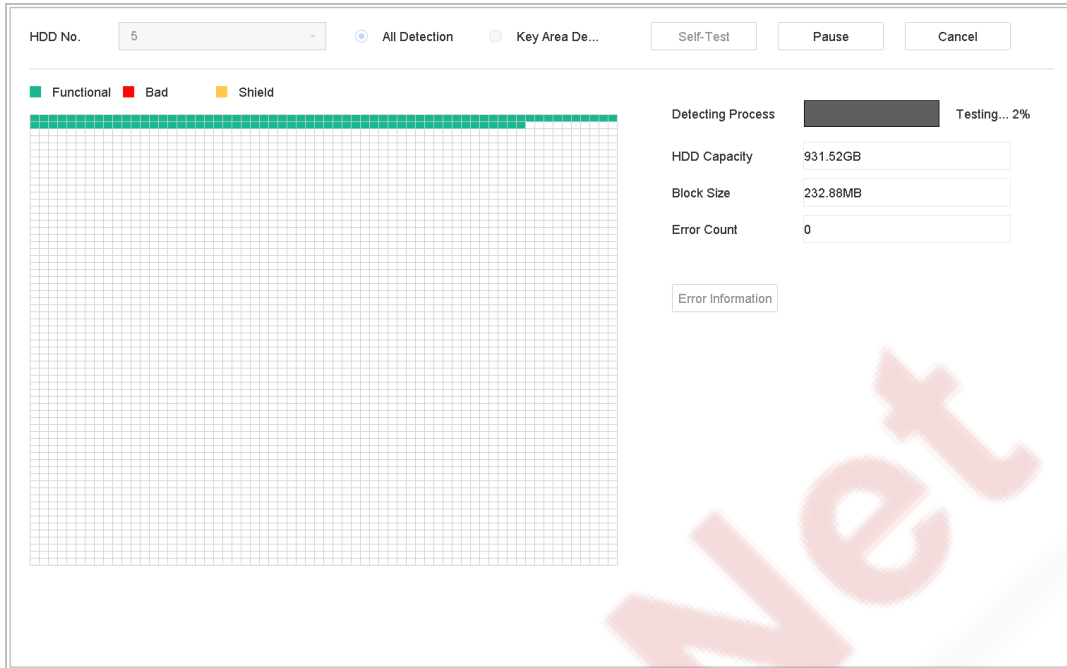 HDD No. 5 All Detection Key Area De... Self-Test Pause Cancel
Functional Bad Shield
Detecting Process Testing... 2%
HDD Capacity 931.52GB
Block Size 232.88MB
Error Count 0
Error Information
Net